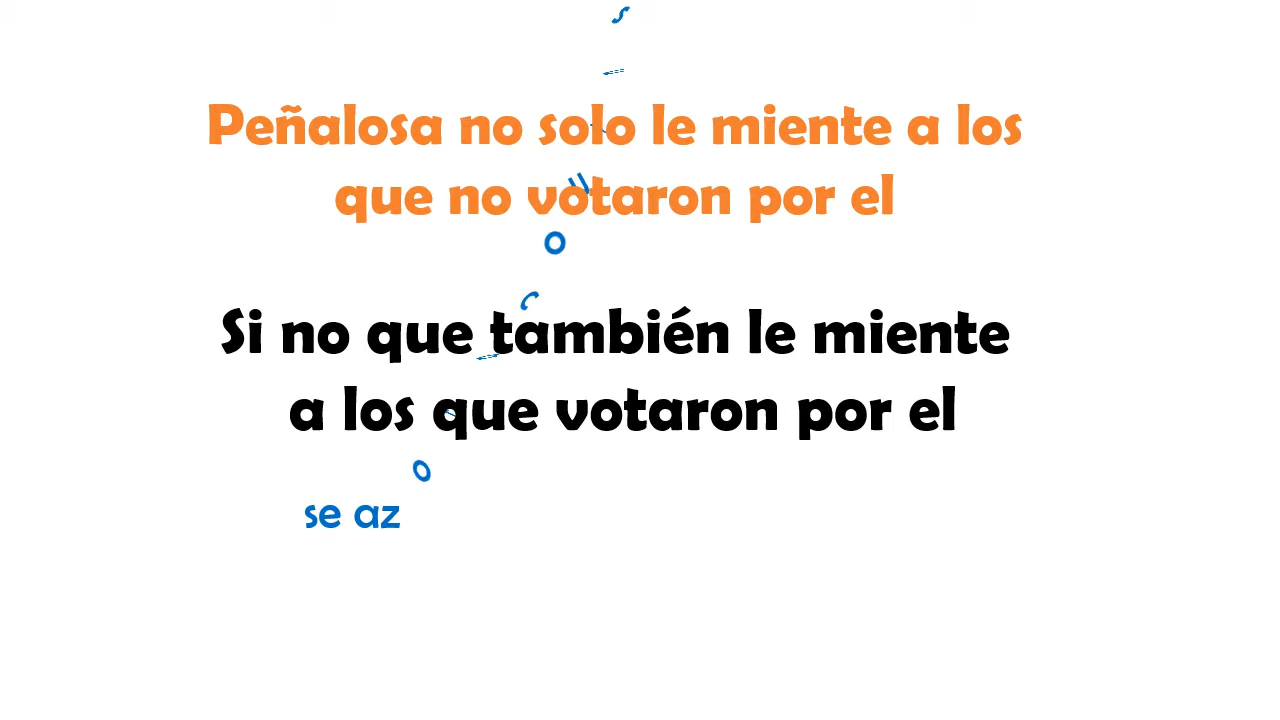 Peñalosa no solo le miente a los
que no votaron por el
Si no que también le miente
a los que votaron por el
se az